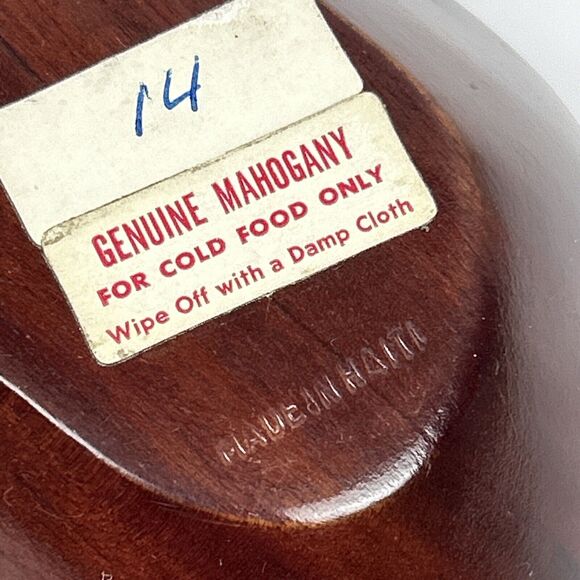 14
GENUINE MAHOGANY
FOR COLD FOOD ONLY
Wipe Off with a Damp Cloth
MADE IN HAITI